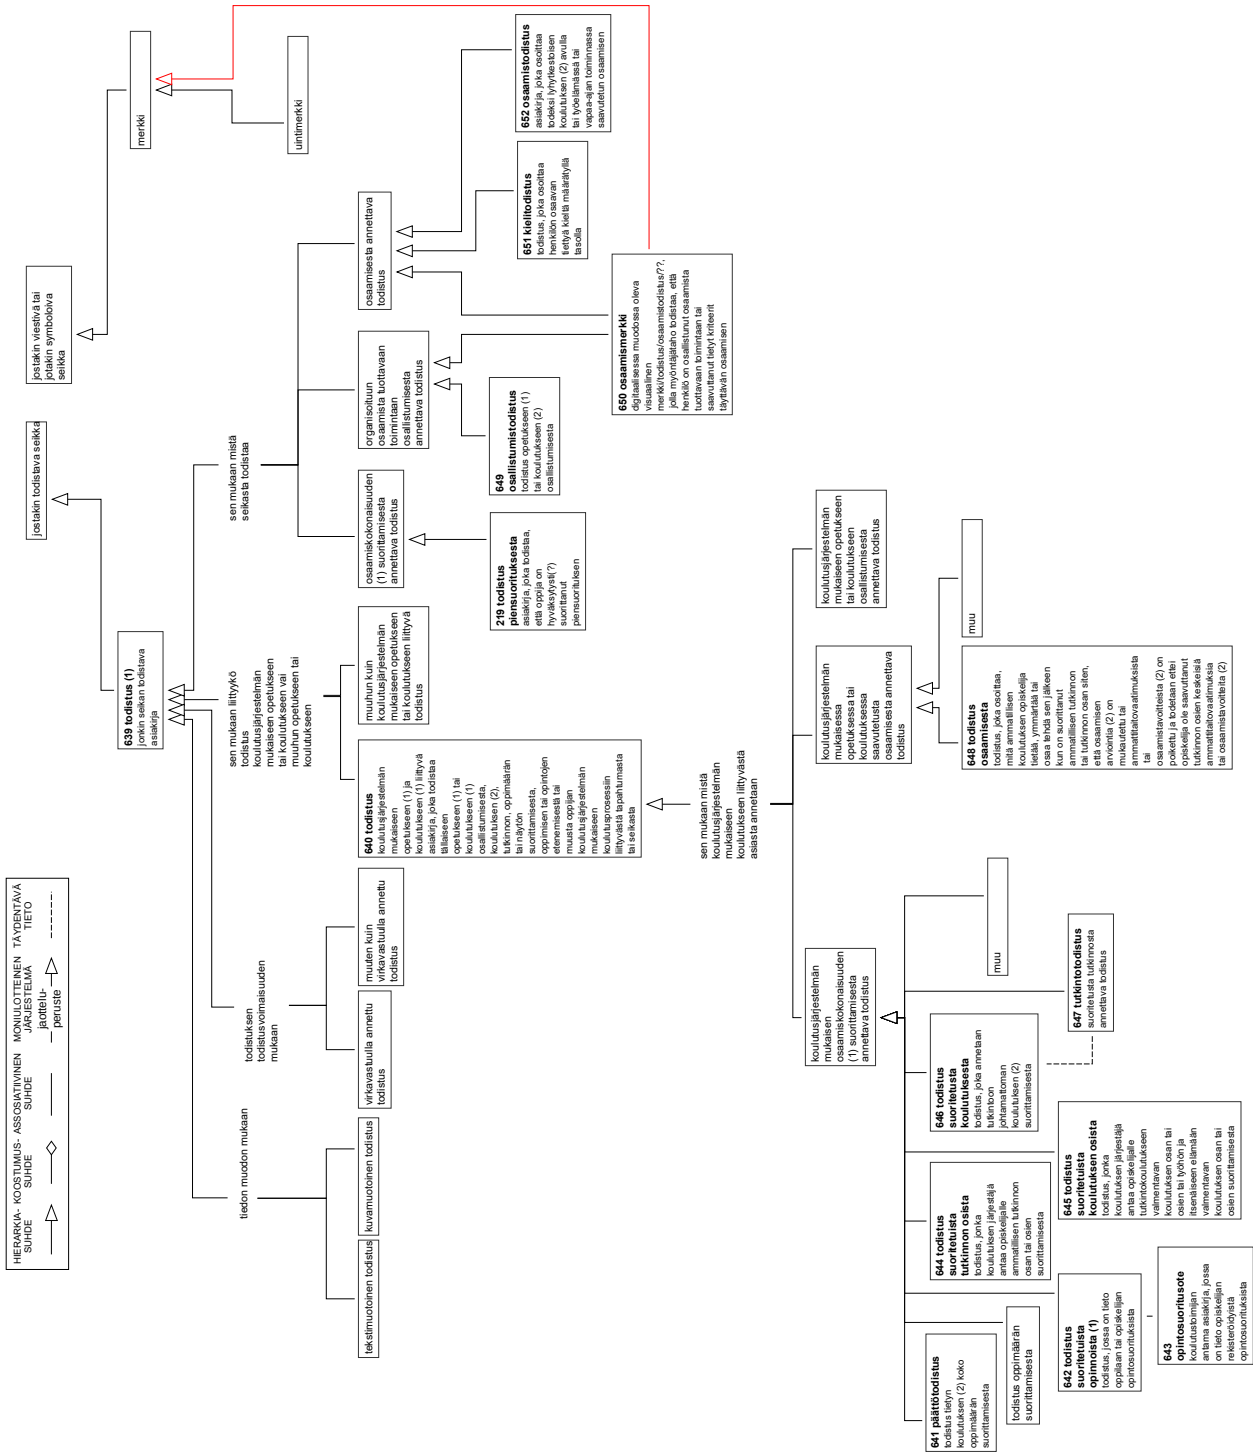 HIERARKIA- KOOSTUMUS- ASSOSIATIIVINEN MONIULOTTEINEN TÄYDENTÄVÄ
SUHDE SUHDE SUHDE JÄRJESTELMÄ TIETO
jaottelu-
peruste
jostakin todistava seikka
jostakin viestivä tai
jotakin symboloiva
seikka
merkki
uintimerkki
639 todistus (1)
jonkin seikan todistava
asiakirja
tiedon muodon mukaan
tekstimuotoinen todistus
kuvamuotoinen todistus
todistuksen
todistusvoimaisuuden
mukaan
virkavastuulla annettu
todistus
muuten kuin
virkavastuulla annettu
todistus
sen mukaan liittyykö
todistus
koulutusjärjestelmän
mukaiseen opetukseen
tai koulutukseen vai
muuhun opetukseen tai
koulutukseen
640 todistus
koulutusjärjestelmän
mukaiseen
opetukseen (1) ja
koulutukseen (1) liittyvä
asiakirja, joka todistaa
tällaiseen
opetukseen (1) tai
koulutukseen (1)
osallistumisesta,
koulutuksen (2),
tutkinnon, oppimäärän
tai näytön
suorittamisesta,
oppimisen tai opintojen
etenemisestä tai
muusta oppijan
koulutusjärjestelmän
mukaiseen
koulutusprosessiin
liittyvästä tapahtumasta
tai seikasta
muuhun kuin
koulutusjärjestelmän
mukaiseen opetukseen
tai koulutukseen liittyvä
todistus
sen mukaan mistä
seikasta todistaa
osaamiskokonaisuuden
(1) suorittamisesta
annettava todistus
organisoituun
osaamista tuottavaan
toimintaan
osallistumisesta
annettava todistus
osaamisesta annettava
todistus
219 todistus
piensuorituksesta
asiakirja, joka todistaa,
että oppija on
hyväksytysti(?)
suorittanut
piensuorituksen
649
osallistumistodistus
todistus opetukseen (1)
tai koulutukseen (2)
osallistumisesta
651 kielitodistus
todistus, joka osoittaa
henkilön osaavan
tiettyä kieltä määrätyllä
tasolla
652 osaamistodistus
asiakirja, joka osoittaa
todeksi lyhytkestoisen
koulutuksen (2) avulla
tai työelämässä tai
vapaa-ajan toiminnassa
saavutetun osaamisen
650 osaamismerkki
digitaalisessa muodossa oleva
visuaalinen
merkki/todistus/osaamistodistus/??,
jolla myöntäjätaho todistaa, että
henkilö on osallistunut osaamista
tuottavaan toimintaan tai
saavuttanut tietyt kriteerit
täyttävän osaamisen
sen mukaan mistä
koulutusjärjestelmän
mukaiseen
koulutukseen liittyvästä
asiasta annetaan
koulutusjärjestelmän
mukaisen
osaamiskokonaisuuden
(1) suorittamisesta
annettava todistus
koulutusjärjestelmän
mukaisessa
opetuksessa tai
koulutuksessa
saavutetusta
osaamisesta annettava
todistus
koulutusjärjestelmän
mukaiseen opetukseen
tai koulutukseen
osallistumisesta
annettava todistus
641 päättötodistus
todistus tietyn
koulutuksen (2) koko
oppimäärän
suorittamisesta
todistus oppimäärän
suorittamisesta
642 todistus
suoritetuista
opinnoista (1)
todistus, jossa on tieto
oppilaan tai opiskelijan
opintosuorituksista
643
opintosuoritusote
koulutustoimijan
antama asiakirja, jossa
on tieto opiskelijan
rekisteröidyistä
opintosuorituksista
644 todistus
suoritetuista
tutkinnon osista
todistus, jonka
koulutuksen järjestäjä
antaa opiskelijalle
ammatillisen tutkinnon
osan tai osien
suorittamisesta
645 todistus
suoritetuista
koulutuksen osista
todistus, jonka
koulutuksen järjestäjä
antaa opiskelijalle
tutkintokoulutukseen
valmentavan
koulutuksen osan tai
osien tai työhön ja
itsenäiseen elämään
valmentavan
koulutuksen osan tai
osien suorittamisesta
646 todistus
suoritetusta
koulutuksesta
todistus, joka annetaan
tutkintoon
johtamattoman
koulutuksen (2)
suorittamisesta
647 tutkintotodistus
suoritetusta tutkinnosta
annettava todistus
muu
648 todistus
osaamisesta
todistus, joka osoittaa,
mitä ammatillisen
koulutuksen opiskelija
tietää, ymmärtää tai
osaa tehdä sen jälkeen
kun on suorittanut
ammatillisen tutkinnon
tai tutkinnon osan siten,
että osaamisen
arviointia (2) on
mukautettu tai
ammattitaitovaatimuksista
tai
osaamistavoitteista (2) on
poikettu ja todetaan ettei
opiskelija ole saavuttanut
tutkinnon osien keskeisiä
ammattitaitovaatimuksia
tai osaamistavoitteita (2)
muu